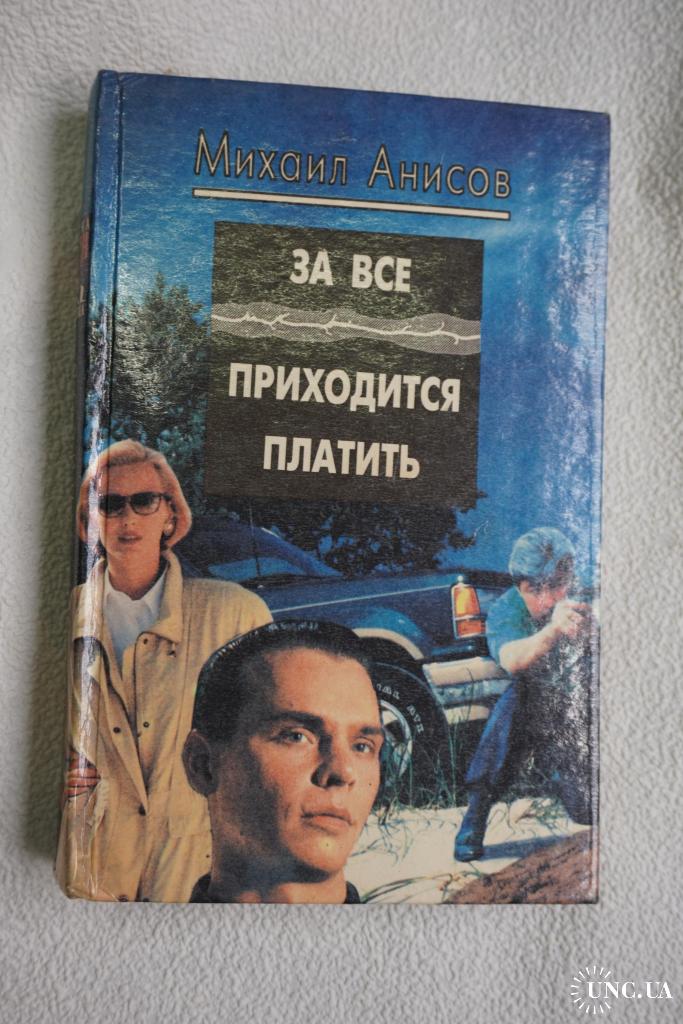 Михаил Анисов
ЗА ВСЕ
ПРИХОДИТСЯ
ПЛАТИТЬ
UNC.UA